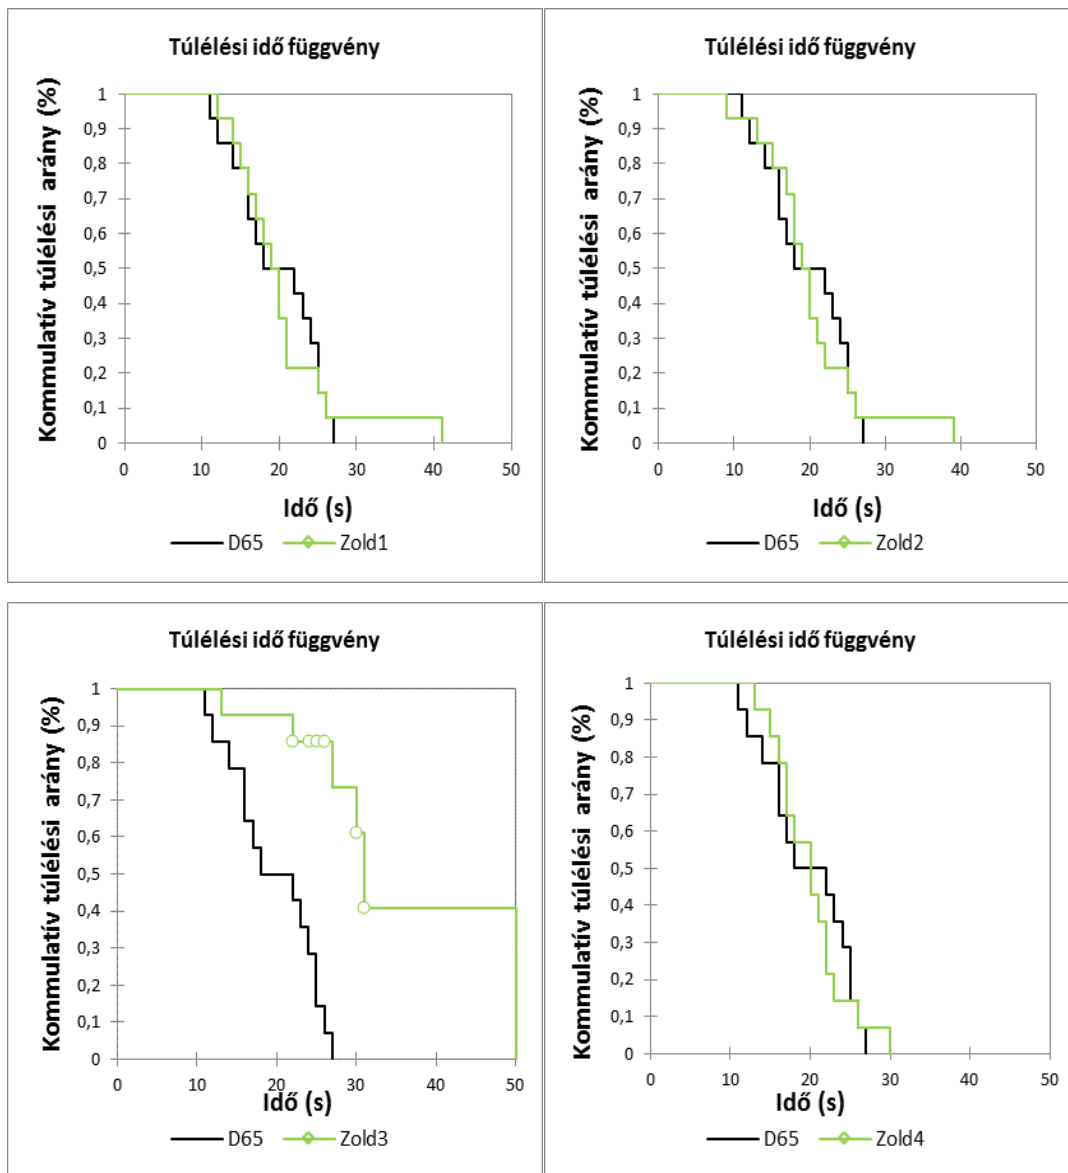 Túlélési idő függvény
Kommulatív túlélési arány (%)
1
0,9
0,8
0,7
0,6
0,5
0,4
0,3
0,2
0,1
0
0 10 20 30 40 50
Idő (s)
D65 Zold1
Túlélési idő függvény
Kommulatív túlélési arány (%)
1
0,9
0,8
0,7
0,6
0,5
0,4
0,3
0,2
0,1
0
0 10 20 30 40 50
Idő (s)
D65 Zold2
Túlélési idő függvény
Kommulatív túlélési arány (%)
1
0,9
0,8
0,7
0,6
0,5
0,4
0,3
0,2
0,1
0
0 10 20 30 40 50
Idő (s)
D65 Zold3
Túlélési idő függvény
Kommulatív túlélési arány (%)
1
0,9
0,8
0,7
0,6
0,5
0,4
0,3
0,2
0,1
0
0 10 20 30 40 50
Idő (s)
D65 Zold4